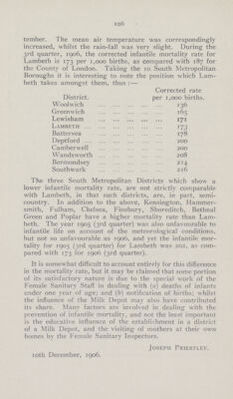 126
tember. The mean air temperature was correspondingly
increased, whilst the rain-fall was very slight. During the
3rd quarter, 1906, the corrected infantile mortality rate for
Lambeth is 173 per 1,000 births, as compared with 187 for
the County of London. Taking the 10 South Metropolitan
Boroughs it is interesting to note the position which Lam-
beth takes amongst them, thus :—
Corrected rate
District. per 1,000 births.
Woolwich ... ... ... ... 136
Greenwich ... ... ... ... 165
Lewisham ... ... ... ... 171
LAMBETH ... ... ... ... 173
Battersea ... ... ... ... 178
Deptford ... ... ... ... 200
Camberwell ... ... ... ... 200
Wandsworth ... ... ... ... 208
Bermondsey ... ... ... ... 214
Southwark ... ... ... ... 216
The three South Metropolitan Districts which show a
lower infantile mortality rate, are not strictly comparable
with Lambeth, in that such districts, are, in part, semi-
country. In addition to the above, Kensington, Hammer-
smith, Fulham, Chelsea, Finsbury, Shoreditch, Bethnal
Green and Poplar have a higher mortality rate than Lam-
beth. The year 1905 (3rd quarter) was also unfavourable to
infantile life on account of the meteorological conditions,
but not so unfavourable as 1906, and yet the infantile mor-
tality for 1905 (3rd quarter) for Lambeth was 202, as com-
pared with 173 for 1906 (3rd quarter).
It is somewhat difficult to account entirely for this difference
in the mortality rate, but it may be claimed that some portion
of its satisfactory nature is due to the special work of the
Female Sanitary Staff in dealing with (a) deaths of infants
under one year of age; and (b) notification of births; whilst
the influence of the Milk Depot may also have contributed
its share. Many factors are involved in dealing with the
prevention of infantile mortality, and not the least important
is the educative influence of the establishment in a district
of a Milk Depot, and the visiting of mothers at their own
homes by the Female Sanitary Inspectors.
JOSEPH PRIESTLEY.
10th December, 1906.